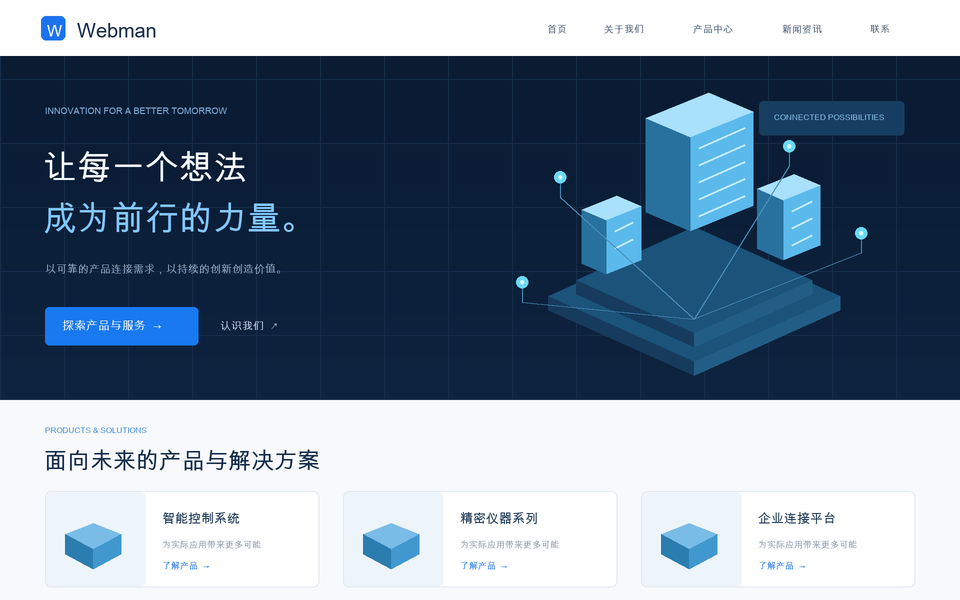 W Webman
首页 关于我们 产品中心 新闻资讯 联系
INNOVATION FOR A BETTER TOMORROW
CONNECTED POSSIBILITIES
让每一个想法
成为前行的力量。
以可靠的产品连接需求，以持续的创新创造价值。
探索产品与服务 →
认识我们 ↗
PRODUCTS & SOLUTIONS
面向未来的产品与解决方案
智能控制系统
为实际应用带来更多可能
了解产品 →
精密仪器系列
为实际应用带来更多可能
了解产品 →
企业连接平台
为实际应用带来更多可能
了解产品 →